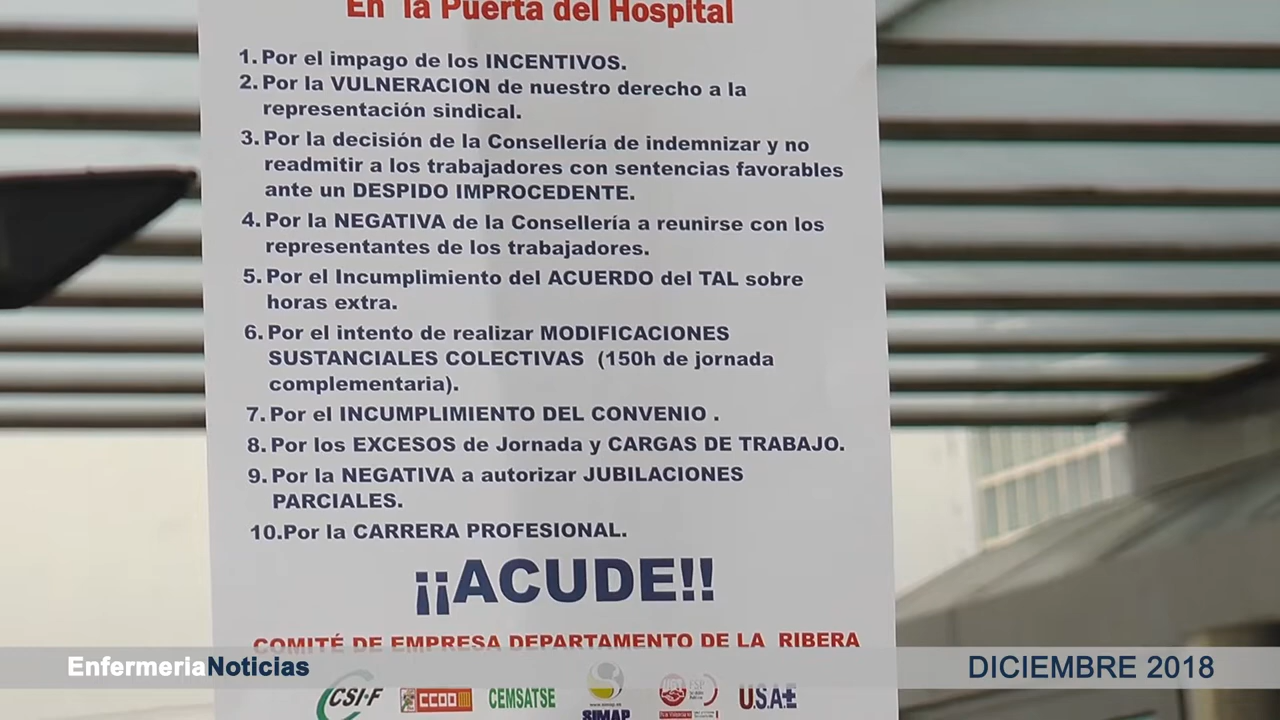 En la Puerta del Hospital
1. Por el impago de los INCENTIVOS.
2. Por la VULNERACION de nuestro derecho a la
representación sindical.
3. Por la decisión de la Consellería de indemnizar y no
readmitir a los trabajadores con sentencias favorables
ante un DESPIDO IMPROCEDENTE.
4. Por la NEGATIVA de la Consellería a reunirse con los
representantes de los trabajadores.
5. Por el Incumplimiento del ACUERDO del TAL sobre
horas extra.
6. Por el intento de realizar MODIFICACIONES
SUSTANCIALES COLECTIVAS (150h de jornada
complementaria).
7. Por el INCUMPLIMIENTO DEL CONVENIO .
8. Por los EXCESOS de Jornada y CARGAS DE TRABAJO.
9. Por la NEGATIVA a autorizar JUBILACIONES
PARCIALES.
10.Por la CARRERA PROFESIONAL.
¡¡ACUDE!!
COMITÉ DE EMPRESA DEPARTAMENTO DE LA RIBERA
EnfermeriaNoticias DICIEMBRE 2018
CSI·F CCOO CEMSATSE SIMAP UGT FSP U.S.A.E